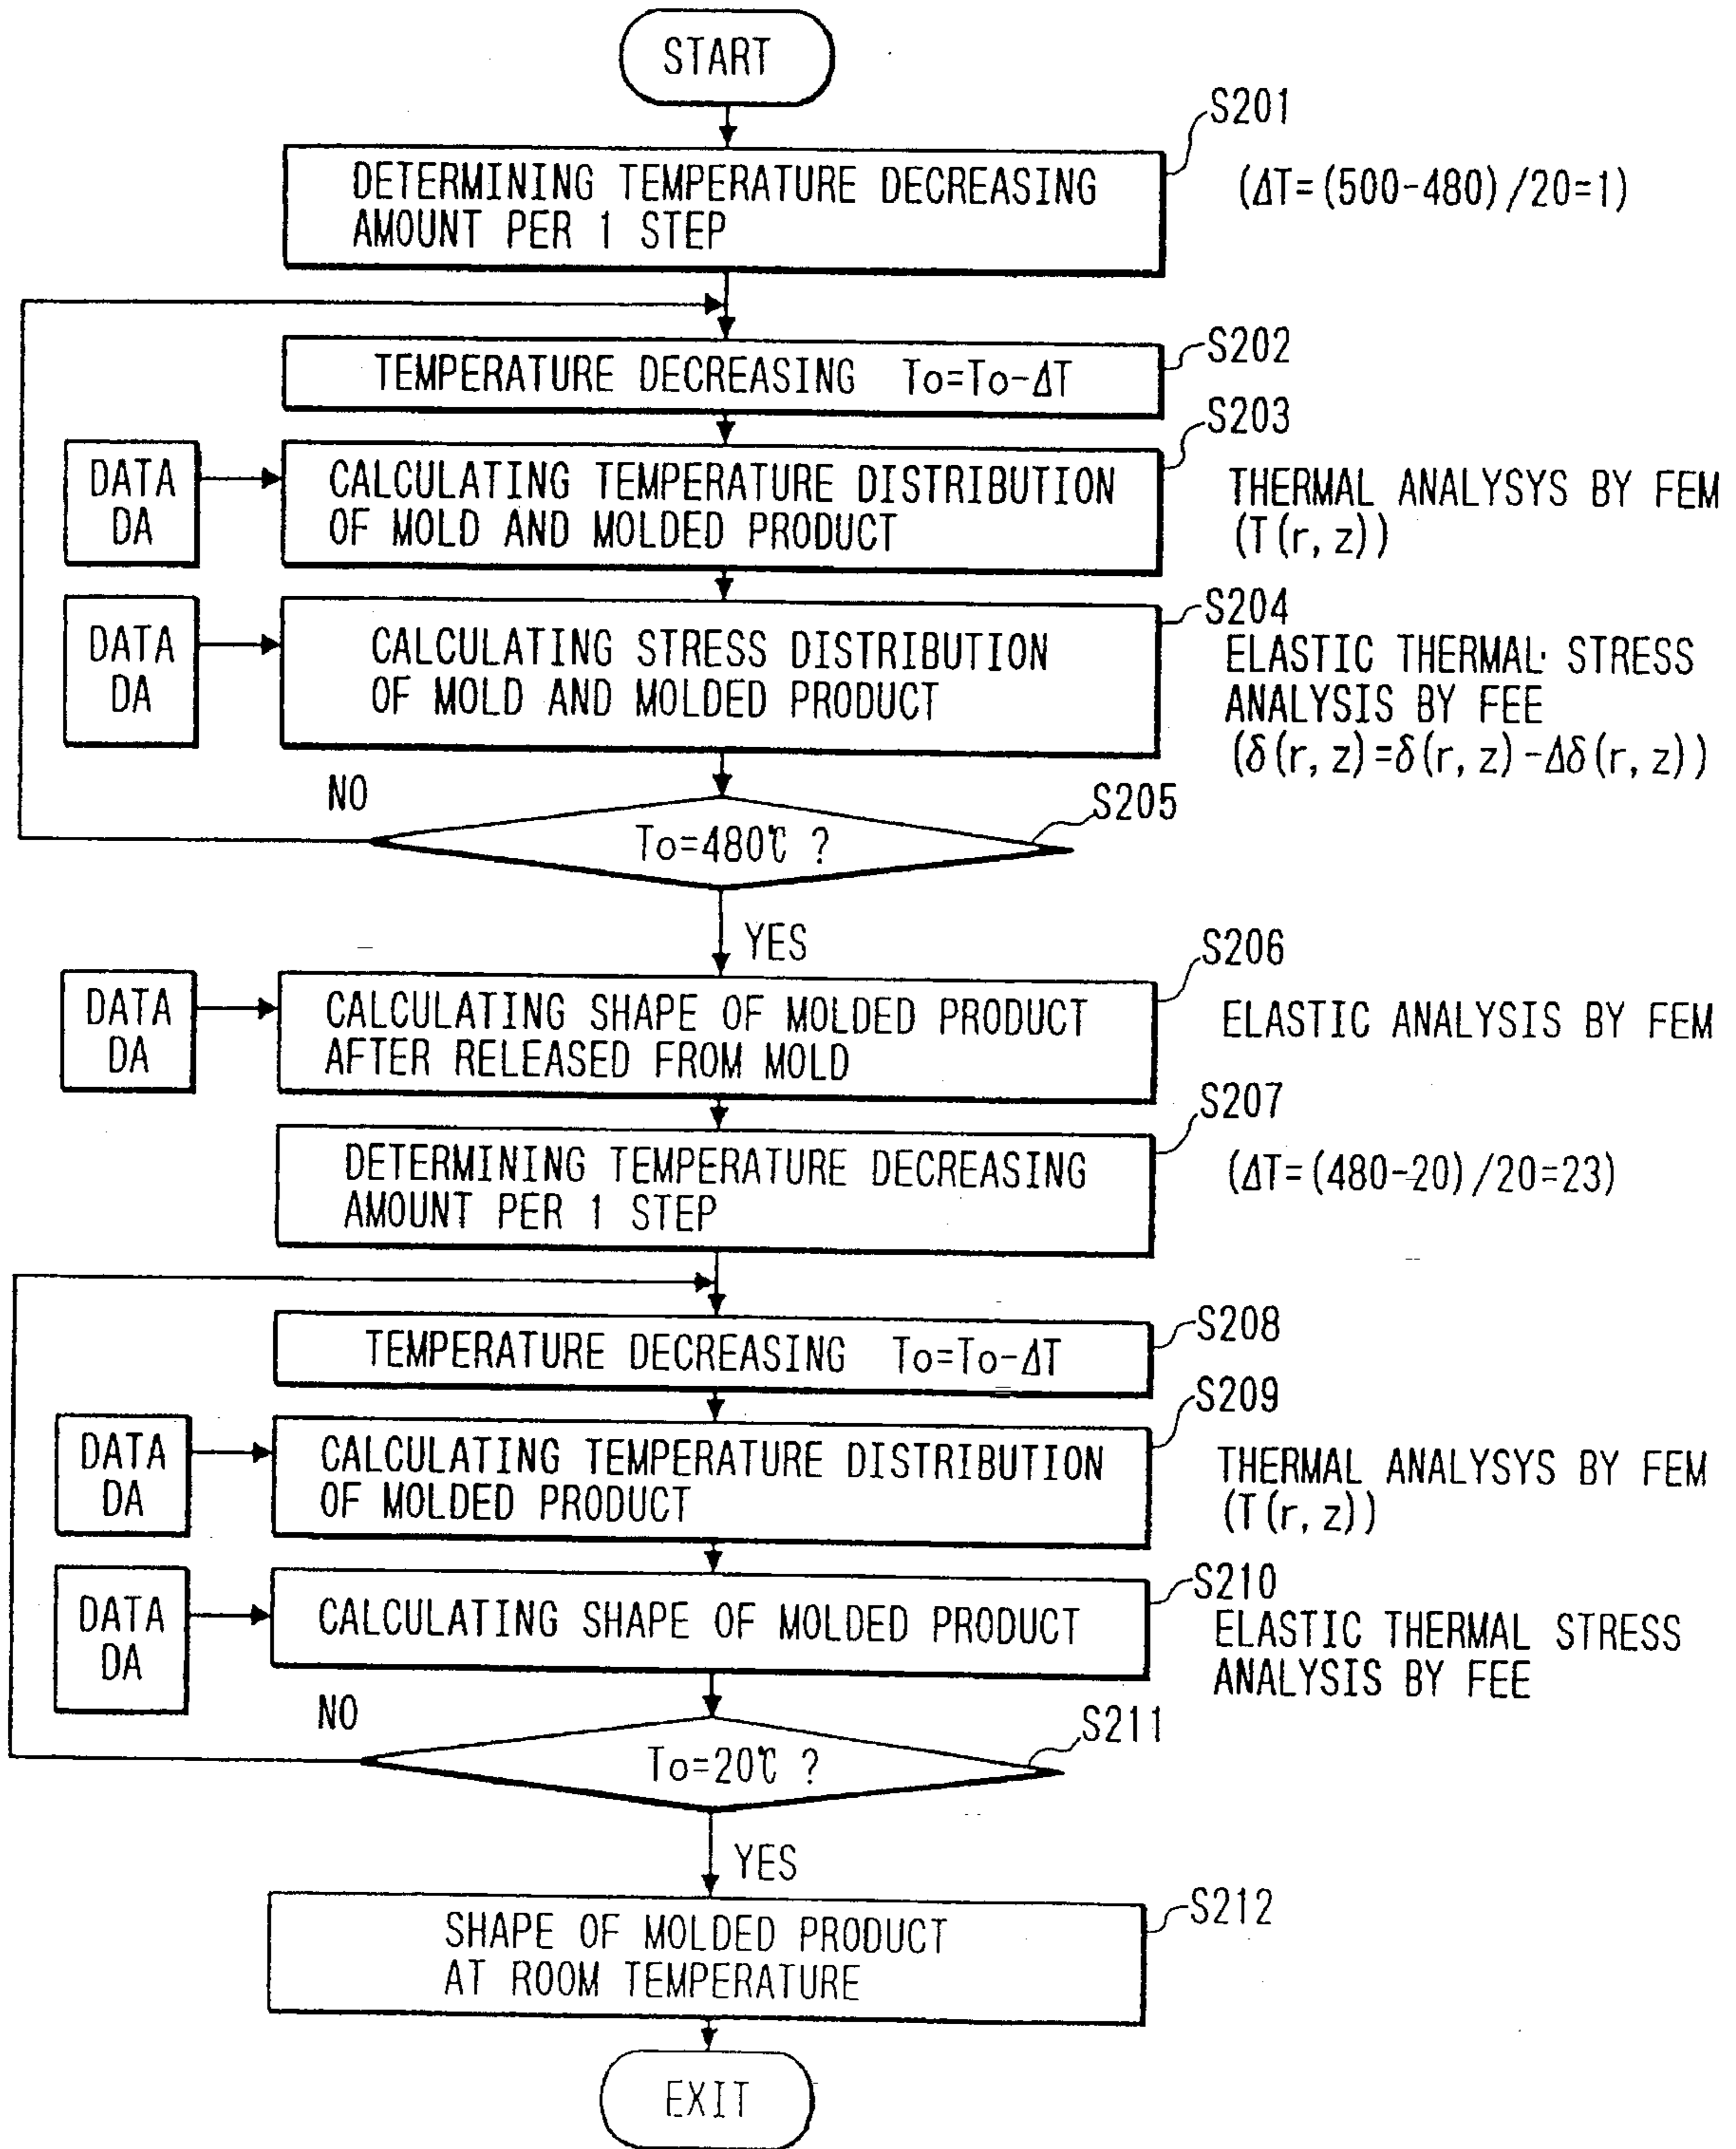 START
S201
DETERMINING TEMPERATURE DECREASING
AMOUNT PER 1 STEP
(ΔT=(500-480)/20=1)
S202
TEMPERATURE DECREASING To=To-ΔT
S203
DATA
DA
CALCULATING TEMPERATURE DISTRIBUTION
OF MOLD AND MOLDED PRODUCT
THERMAL ANALYSYS BY FEM
(T(r, z))
S204
DATA
DA
CALCULATING STRESS DISTRIBUTION
OF MOLD AND MOLDED PRODUCT
ELASTIC THERMAL STRESS
ANALYSIS BY FEE
(δ(r, z)=δ(r, z)-Δδ(r, z))
NO
S205
To=480℃ ?
YES
S206
DATA
DA
CALCULATING SHAPE OF MOLDED PRODUCT
AFTER RELEASED FROM MOLD
ELASTIC ANALYSIS BY FEM
S207
DETERMINING TEMPERATURE DECREASING
AMOUNT PER 1 STEP
(ΔT=(480-20)/20=23)
S208
TEMPERATURE DECREASING To=To-ΔT
S209
DATA
DA
CALCULATING TEMPERATURE DISTRIBUTION
OF MOLDED PRODUCT
THERMAL ANALYSYS BY FEM
(T(r, z))
S210
DATA
DA
CALCULATING SHAPE OF MOLDED PRODUCT
ELASTIC THERMAL STRESS
ANALYSIS BY FEE
NO
S211
To=20℃ ?
YES
S212
SHAPE OF MOLDED PRODUCT
AT ROOM TEMPERATURE
EXIT